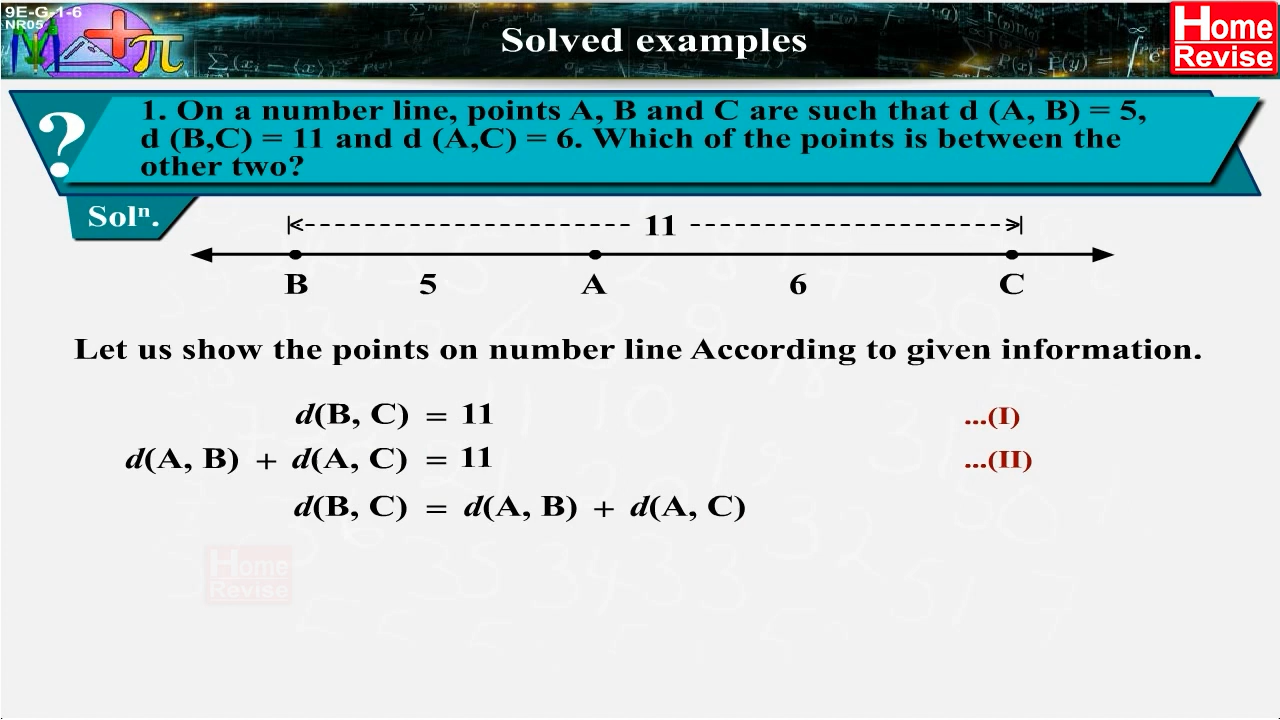 9E-G-1-6
NR05
Solved examples
Home
Revise
? 1. On a number line, points A, B and C are such that d (A, B) = 5,
d (B,C) = 11 and d (A,C) = 6. Which of the points is between the
other two?
Solⁿ.
11
B 5 A 6 C
Let us show the points on number line According to given information.
d(B, C) = 11 ...(I)
d(A, B) + d(A, C) = 11 ...(II)
d(B, C) = d(A, B) + d(A, C)
Home
Revise